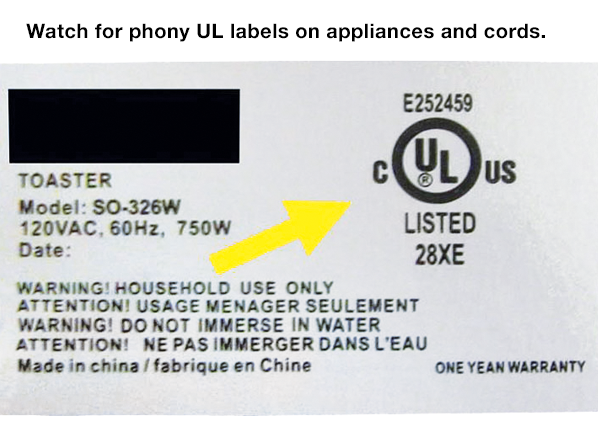 Watch for phony UL labels on appliances and cords.
E252459
C UL® US
LISTED
28XE
TOASTER
Model: SO-326W
120VAC, 60Hz, 750W
Date:
WARNING! HOUSEHOLD USE ONLY
ATTENTION! USAGE MENAGER SEULEMENT
WARNING! DO NOT IMMERSE IN WATER
ATTENTION! NE PAS IMMERGER DANS L'EAU
Made in china / fabrique en Chine
ONE YEAN WARRANTY